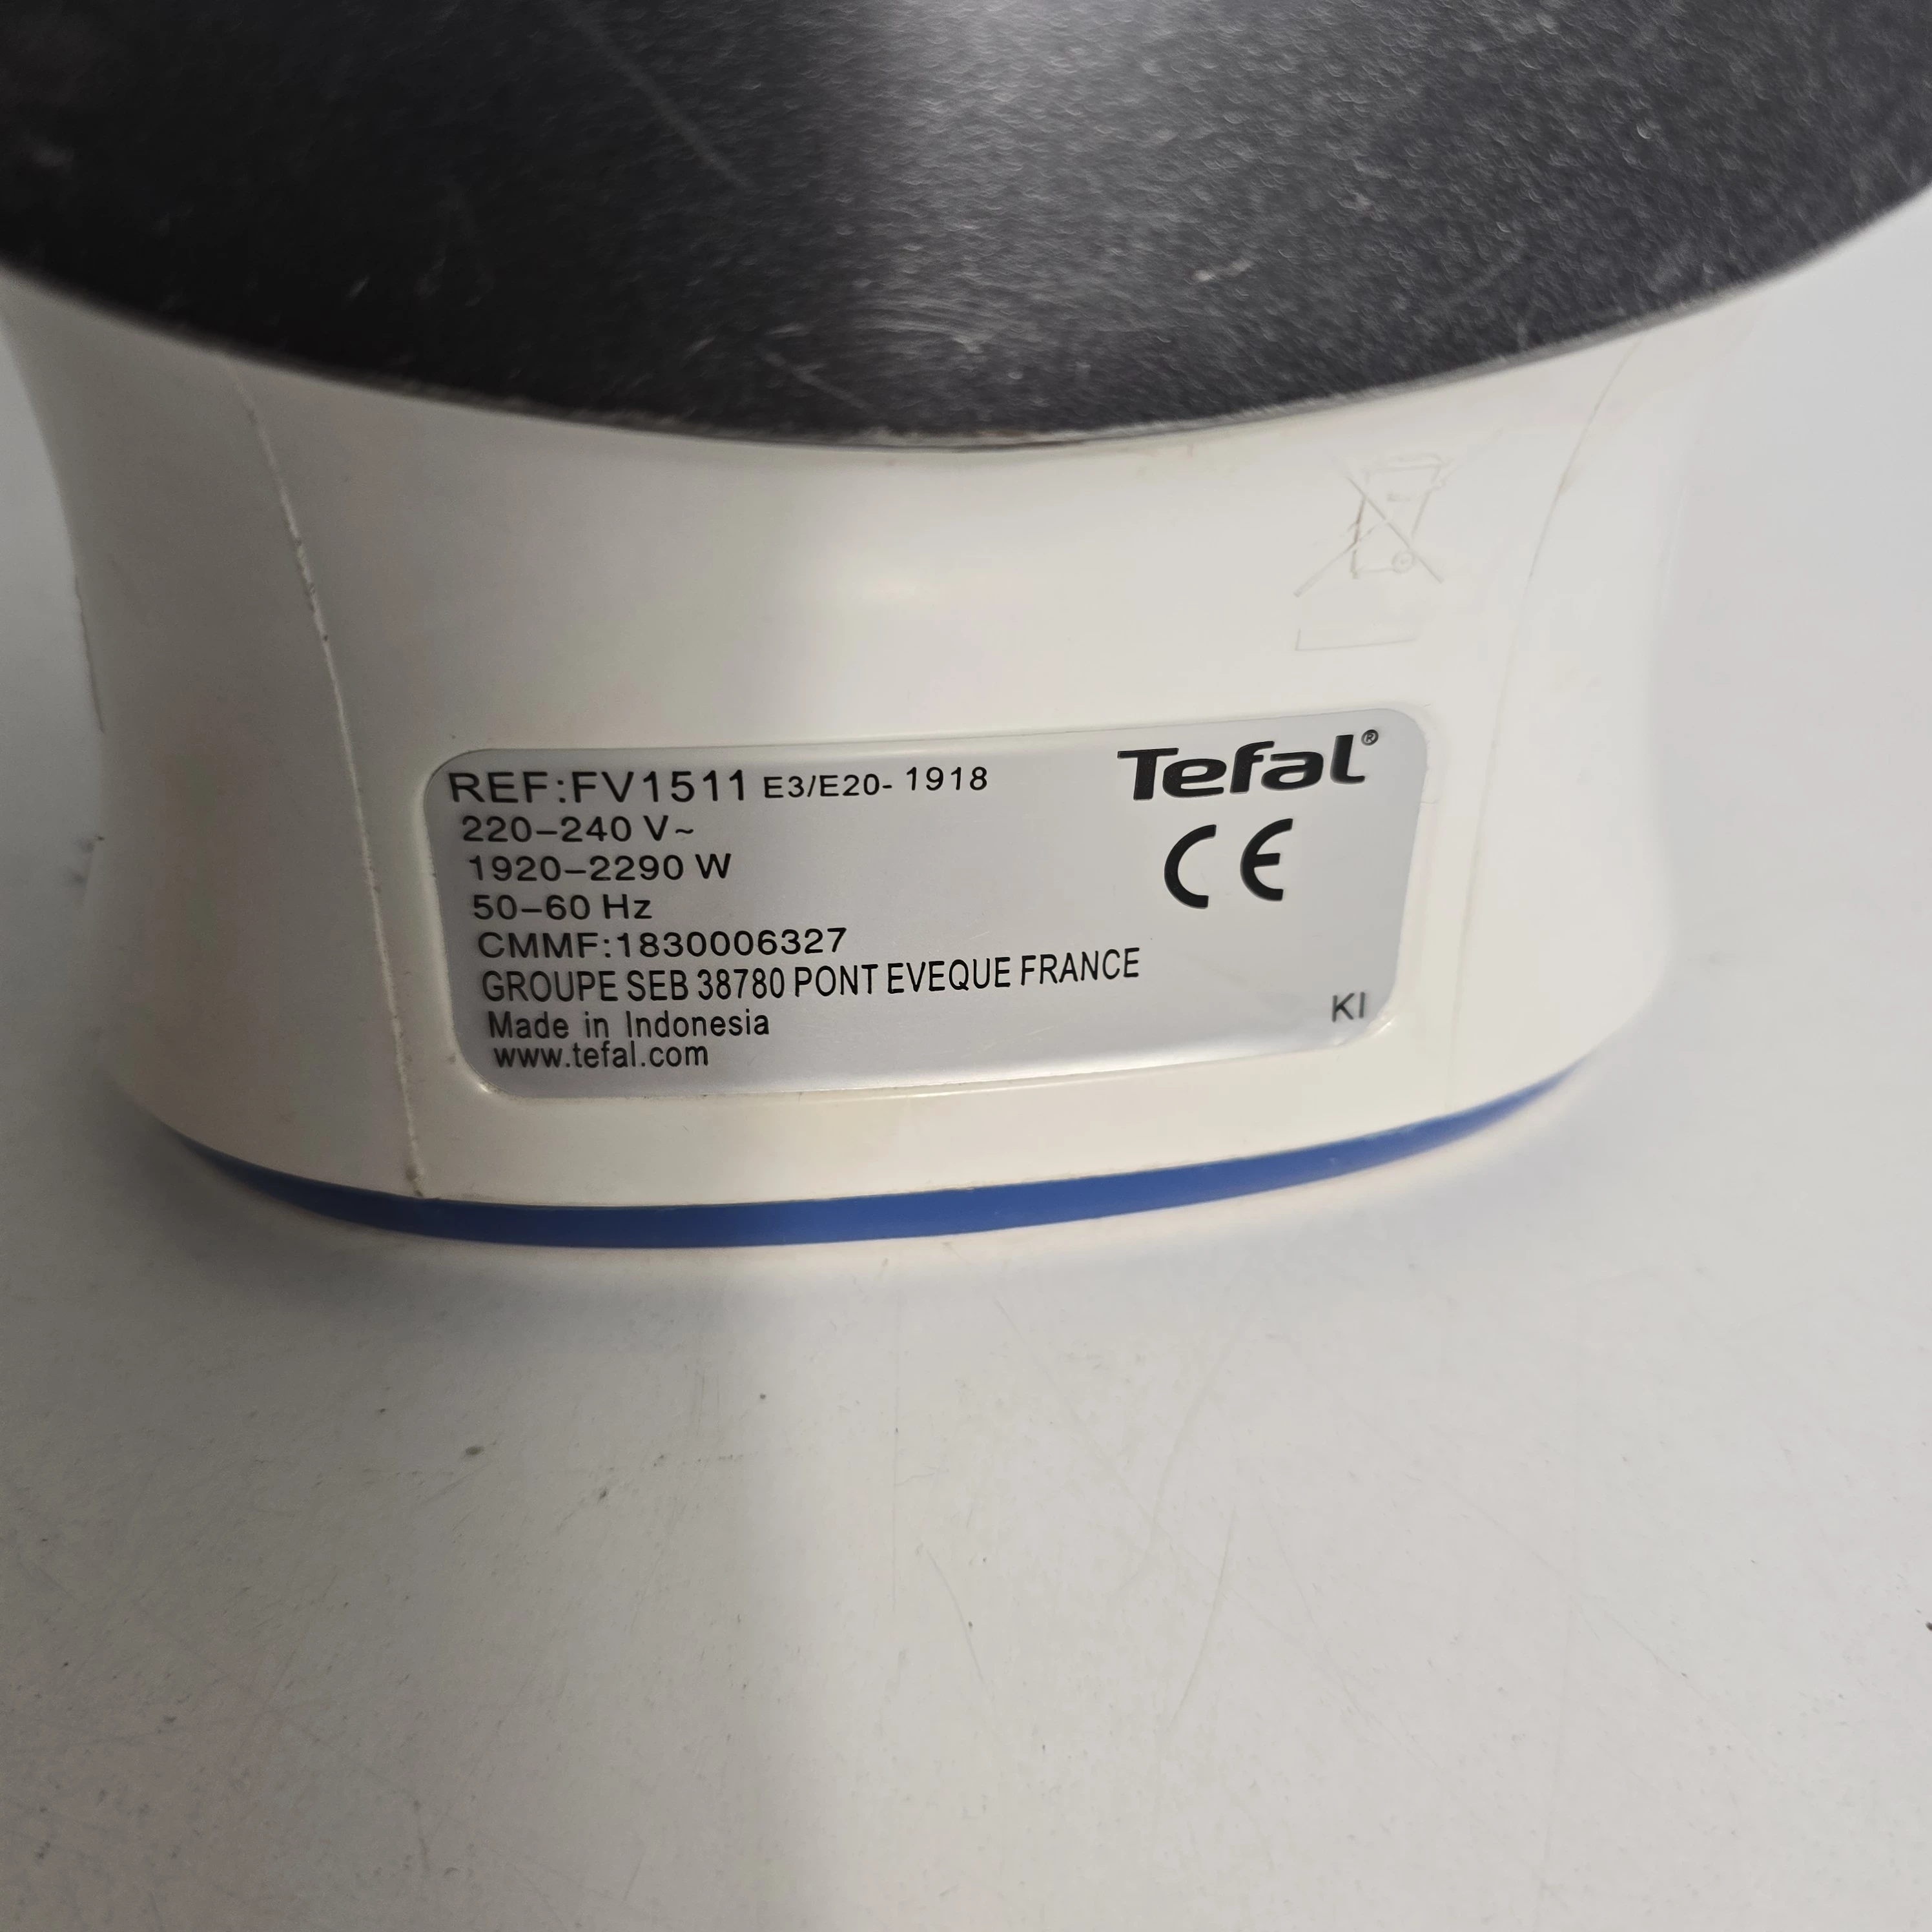 REF:FV1511 E3/E20- 1918
Tefal®
220–240 V~
1920–2290 W
CE
50–60 Hz
CMMF:1830006327
GROUPE SEB 38780 PONT EVEQUE FRANCE
Made in Indonesia
KI
www.tefal.com